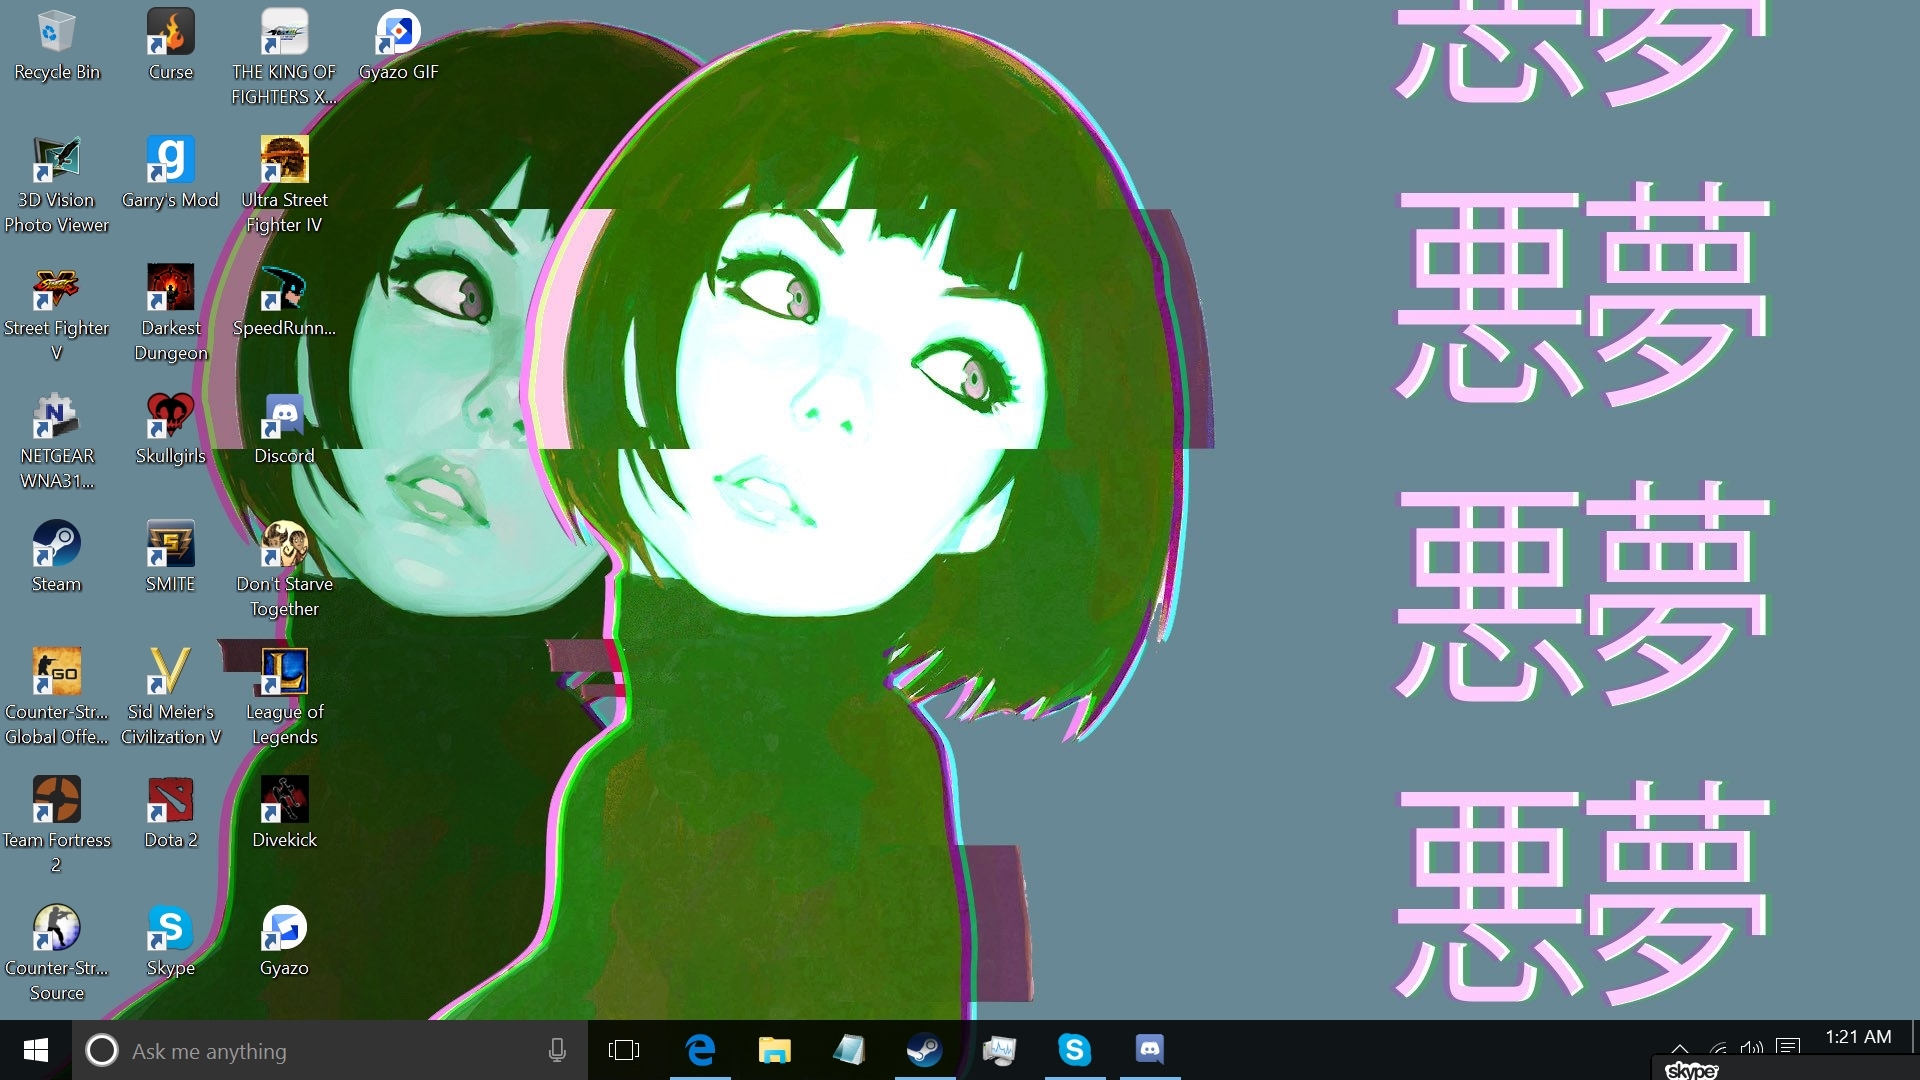 Recycle Bin
Curse
THE KING OF
FIGHTERS X...
Gyazo GIF
3D Vision
Photo Viewer
g
Garry's Mod
Ultra Street
Fighter IV
Street Fighter
V
Darkest
Dungeon
SpeedRunn...
N
NETGEAR
WNA31...
Skullgirls
Discord
Steam
S
SMITE
Don't Starve
Together
GO
Counter-Str...
Global Offe...
V
Sid Meier's
Civilization V
L
League of
Legends
Team Fortress
2
Dota 2
Divekick
Counter-Str...
Source
S
Skype
Gyazo
悪夢
悪夢
悪夢
悪夢
Ask me anything
e
S
1:21 AM
skype